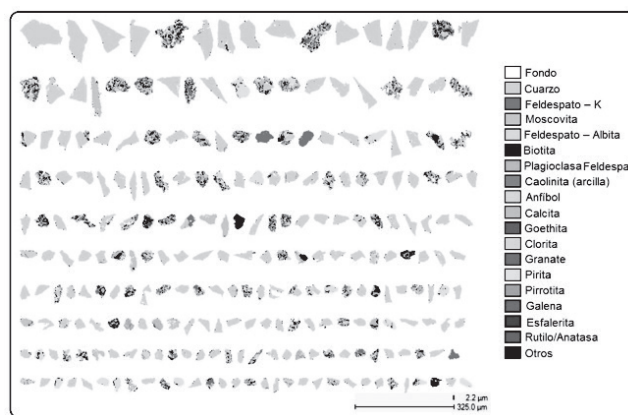 Fondo
Cuarzo
Feldespato – K
Moscovita
Feldespato – Albita
Biotita
Plagioclasa Feldespa
Caolinita (arcilla)
Anfíbol
Calcita
Goethita
Clorita
Granate
Pirita
Pirrotita
Galena
Esfalerita
Rutilo/Anatasa
Otros
2.2 µm
325.0 µm